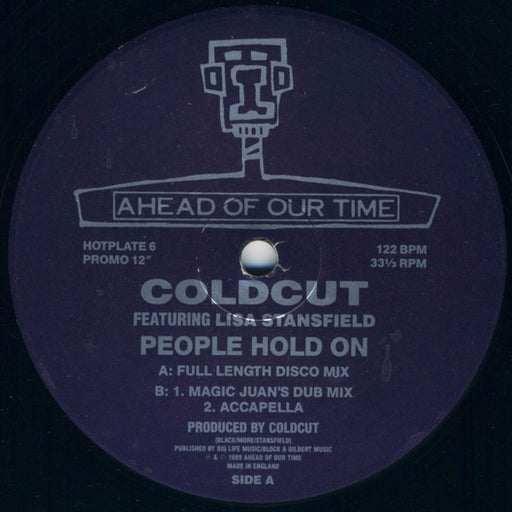 AHEAD OF OUR TIME
HOTPLATE 6
PROMO 12"
122 BPM
33⅓ RPM
COLDCUT
FEATURING LISA STANSFIELD
PEOPLE HOLD ON
A: FULL LENGTH DISCO MIX
B: 1. MAGIC JUAN'S DUB MIX
2. ACCAPELLA
PRODUCED BY COLDCUT
(BLACK/MORE/STANSFIELD)
PUBLISHED BY BIG LIFE MUSIC/BLOCK & GILBERT MUSIC
℗ & © 1989 AHEAD OF OUR TIME
MADE IN ENGLAND
SIDE A